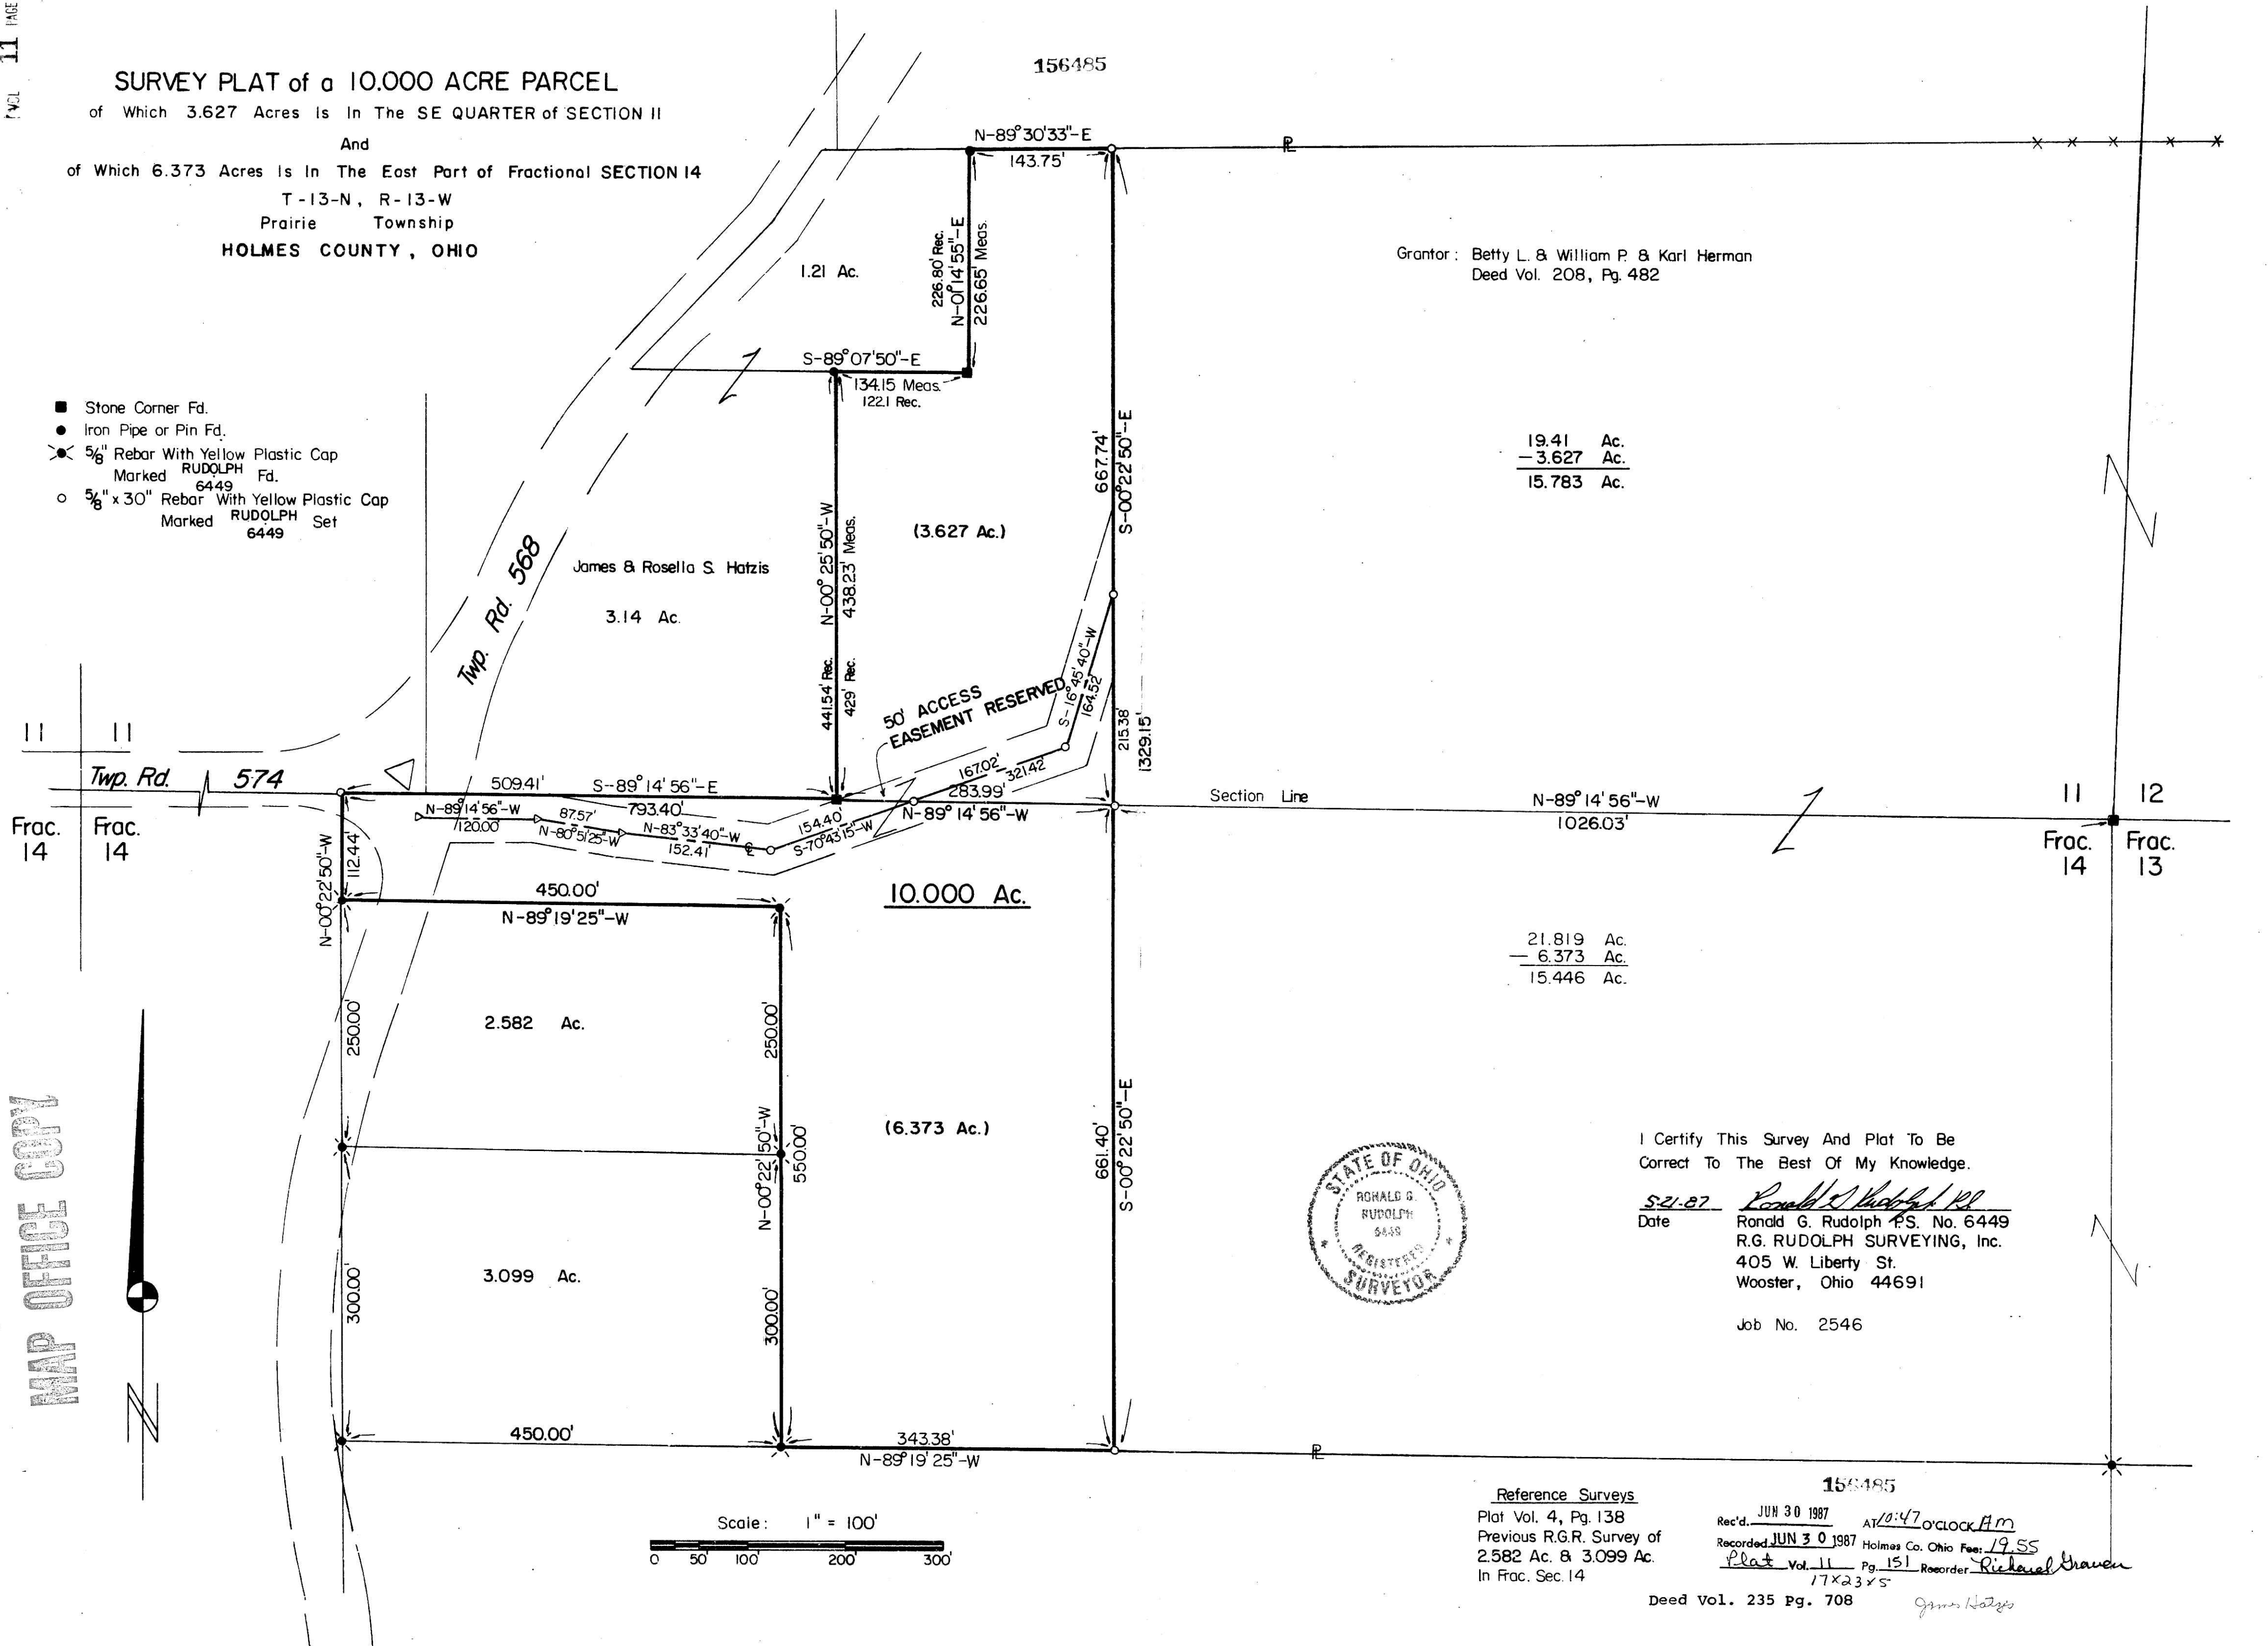 VOL 11 PAGE
156485
SURVEY PLAT of a 10.000 ACRE PARCEL
of Which 3.627 Acres Is In The SE QUARTER of SECTION 11
And
of Which 6.373 Acres Is In The East Part of Fractional SECTION 14
T-13-N, R-13-W
Prairie Township
HOLMES COUNTY, OHIO
N-89°30'33"-E
143.75'
P̲L
226.80' Rec.
N-01°14'55"-E
226.65' Meas.
1.21 Ac.
Grantor: Betty L. & William P. & Karl Herman
Deed Vol. 208, Pg. 482
S-89°07'50"-E
134.15 Meas.
122.1 Rec.
Stone Corner Fd.
Iron Pipe or Pin Fd.
5/8" Rebar With Yellow Plastic Cap
Marked RUDOLPH 6449 Fd.
5/8" x 30" Rebar With Yellow Plastic Cap
Marked RUDOLPH 6449 Set
667.74'
S-00°22'50"-E
19.41 Ac.
-3.627 Ac.
15.783 Ac.
N-00°25'50"-W
438.23' Meas.
441.54' Rec.
429' Rec.
(3.627 Ac.)
Twp. Rd. 568
James & Rosella S. Hatzis
3.14 Ac.
50' ACCESS
EASEMENT RESERVED
S-16°45'40"-W
164.52'
215.38'
1329.15'
11 11
Twp. Rd. 574
Frac. 14
Frac. 14
509.41' S-89°14'56"-E
793.40'
N-89°14'56"-W
120.00'
87.57'
N-80°51'25"-W
N-83°33'40"-W
152.41'
℄
154.40'
S-70°43'15"-W
167.02'
321.42'
283.99'
N-89°14'56"-W
Section Line
N-89°14'56"-W
1026.03'
11 12
Frac. 14
Frac. 13
N-00°22'50"-W
112.44'
450.00'
N-89°19'25"-W
10.000 Ac.
21.819 Ac.
- 6.373 Ac.
15.446 Ac.
250.00'
2.582 Ac.
250.00'
N-00°22'50"-W
550.00'
(6.373 Ac.)
661.40'
S-00°22'50"-E
300.00'
3.099 Ac.
300.00'
450.00'
343.38'
N-89°19'25"-W
P̲L
MAP OFFICE COPY
N
STATE OF OHIO
RONALD G.
RUDOLPH
6449
REGISTERED
SURVEYOR
I Certify This Survey And Plat To Be
Correct To The Best Of My Knowledge.
5-21-87 Ronald G Rudolph P.S.
Date Ronald G. Rudolph P.S. No. 6449
R.G. RUDOLPH SURVEYING, Inc.
405 W. Liberty St.
Wooster, Ohio 44691
Job No. 2546
Scale: 1" = 100'
0 50' 100' 200' 300'
Reference Surveys
Plat Vol. 4, Pg. 138
Previous R.G.R. Survey of
2.582 Ac. & 3.099 Ac.
In Frac. Sec. 14
156485
Rec'd. JUN 30 1987 AT 10:47 O'CLOCK AM
Recorded JUN 30 1987 Holmes Co. Ohio Fee: 19.55
Plat Vol. 11 Pg. 151 Recorder Richard Graven
17x23x5
Deed Vol. 235 Pg. 708
James Hatzis